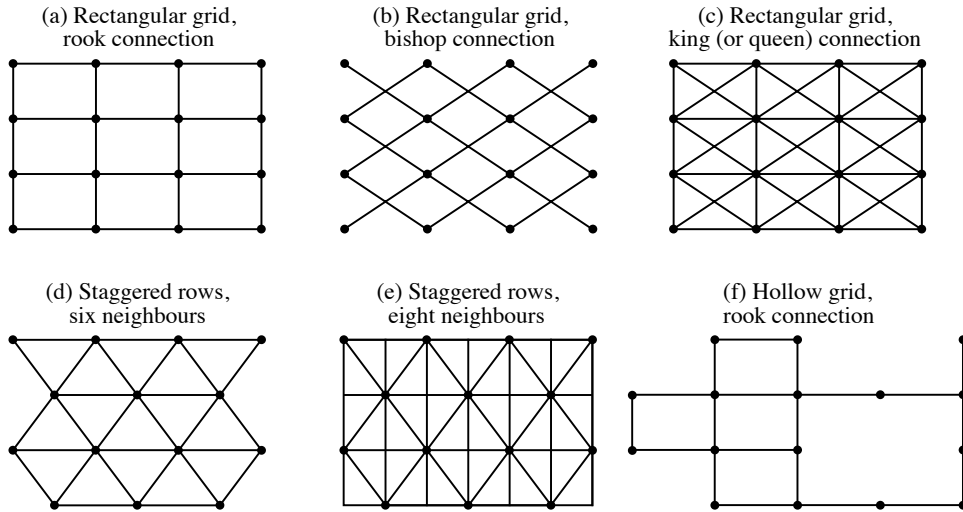 (a) Rectangular grid,
rook connection
(b) Rectangular grid,
bishop connection
(c) Rectangular grid,
king (or queen) connection
(d) Staggered rows,
six neighbours
(e) Staggered rows,
eight neighbours
(f) Hollow grid,
rook connection